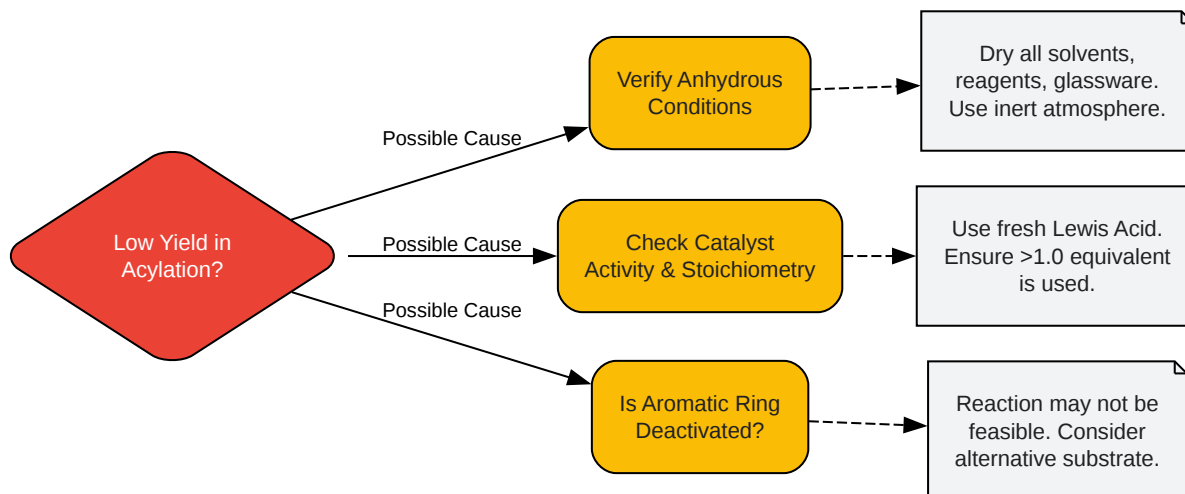 Low Yield in
Acylation?
Possible Cause
Verify Anhydrous
Conditions
Dry all solvents,
reagents, glassware.
Use inert atmosphere.
Possible Cause
Check Catalyst
Activity & Stoichiometry
Use fresh Lewis Acid.
Ensure >1.0 equivalent
is used.
Possible Cause
Is Aromatic Ring
Deactivated?
Reaction may not be
feasible. Consider
alternative substrate.